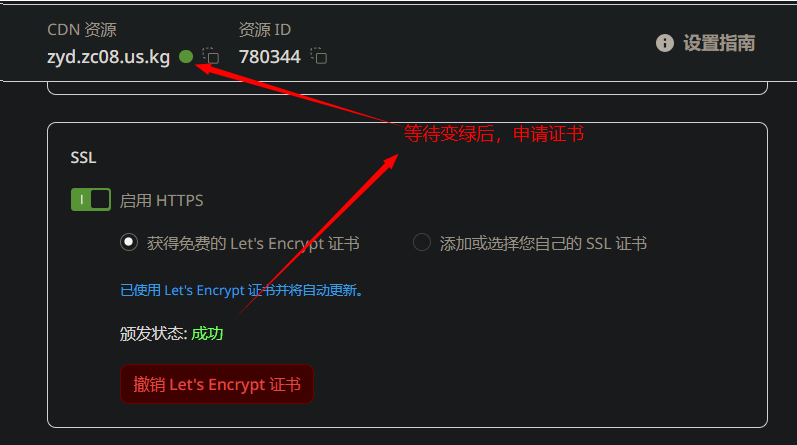 CDN 资源
资源 ID
zyd.zc08.us.kg
780344
设置指南
等待变绿后，申请证书
SSL
启用 HTTPS
获得免费的 Let's Encrypt 证书
添加或选择您自己的 SSL 证书
已使用 Let's Encrypt 证书并将自动更新。
颁发状态: 成功
撤销 Let's Encrypt 证书